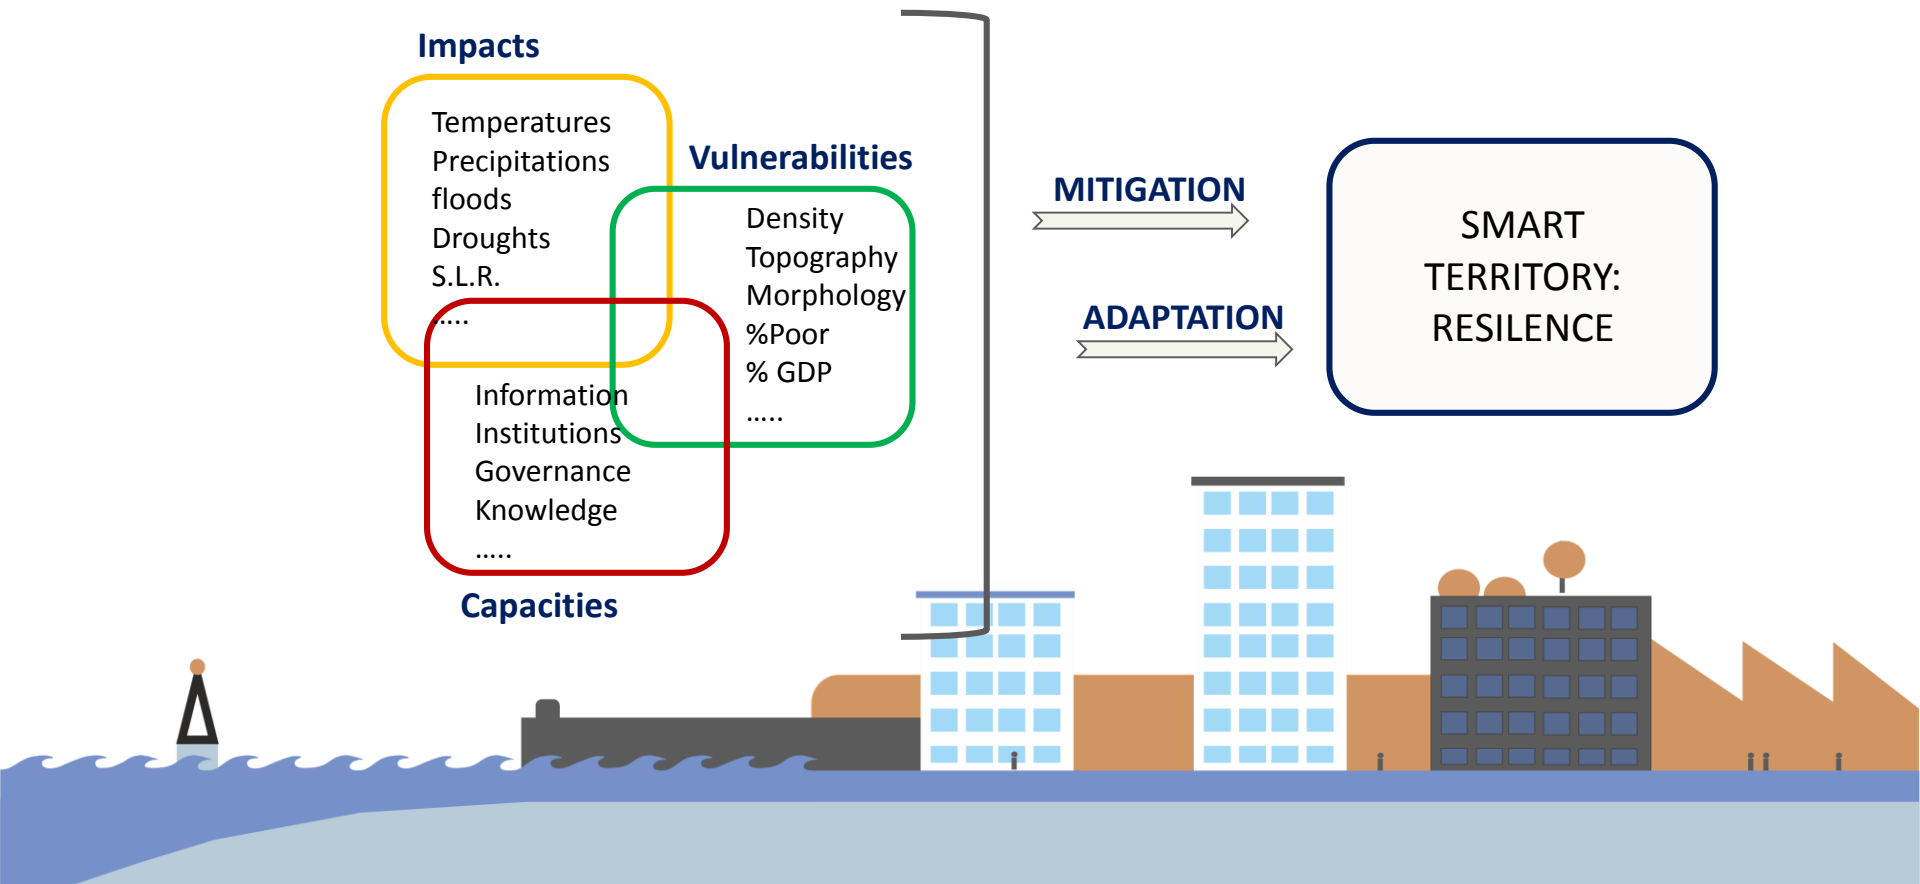 Impacts
Temperatures
Precipitations
floods
Droughts
S.L.R.
.....
Vulnerabilities
Density
Topography
Morphology
%Poor
% GDP
.....
Information
Institutions
Governance
Knowledge
.....
Capacities
MITIGATION
ADAPTATION
SMART
TERRITORY:
RESILENCE